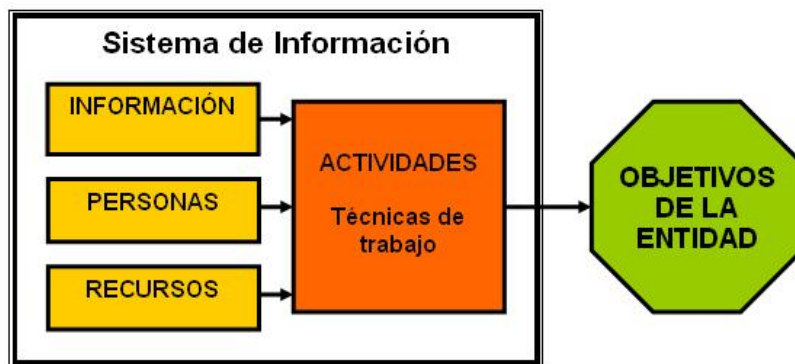 Sistema de Información
INFORMACIÓN
PERSONAS
RECURSOS
ACTIVIDADES
Técnicas de
trabajo
OBJETIVOS
DE LA
ENTIDAD